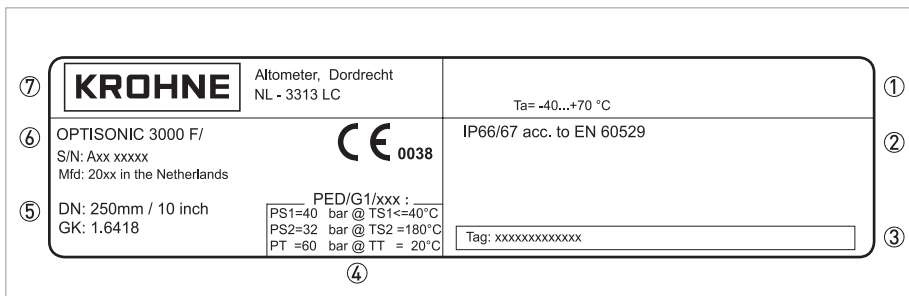 ⑦ KROHNE Altometer, Dordrecht
NL - 3313 LC
Ta= -40...+70 °C ①
⑥ OPTISONIC 3000 F/
S/N: Axx xxxxx
Mfd: 20xx in the Netherlands
CE 0038
IP66/67 acc. to EN 60529 ②
⑤ DN: 250mm / 10 inch
GK: 1.6418
PED/G1/xxx :
PS1=40 bar @ TS1<=40°C
PS2=32 bar @ TS2 =180°C
PT =60 bar @ TT = 20°C
④
Tag: xxxxxxxxxxxxx ③